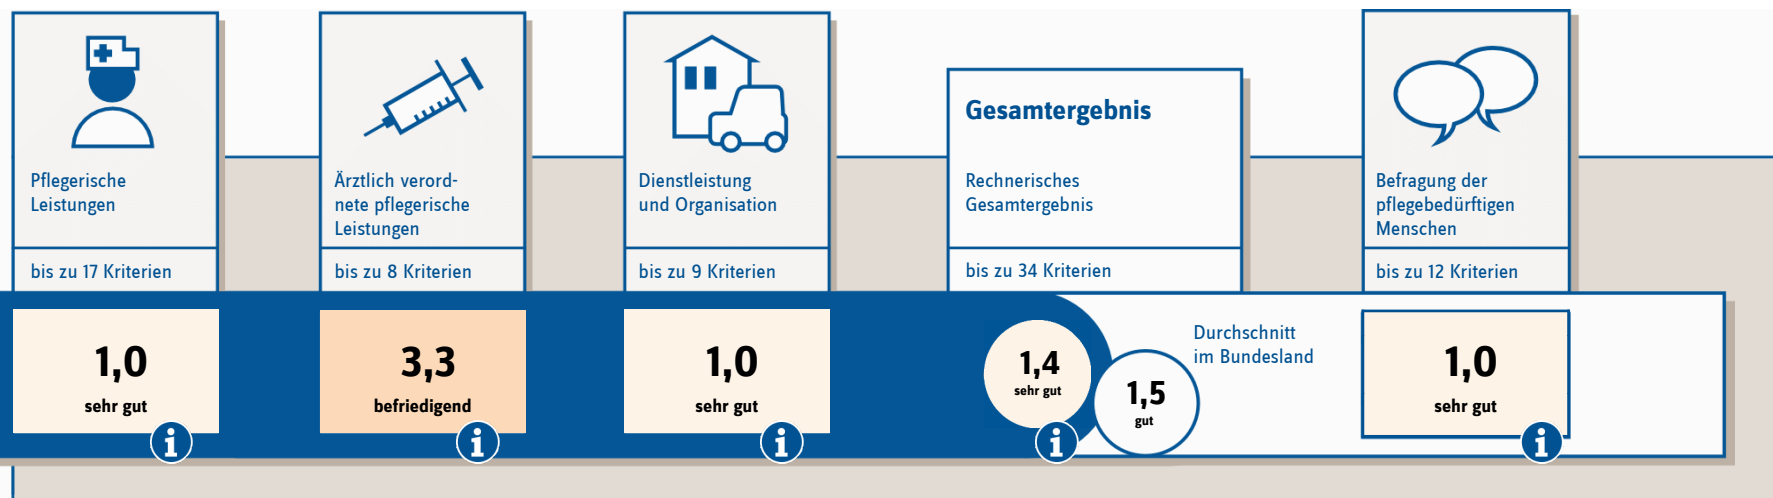 Pflegerische
Leistungen
bis zu 17 Kriterien
1,0
sehr gut
i
Ärztlich verord-
nete pflegerische
Leistungen
bis zu 8 Kriterien
3,3
befriedigend
i
Dienstleistung
und Organisation
bis zu 9 Kriterien
1,0
sehr gut
i
Gesamtergebnis
Rechnerisches
Gesamtergebnis
bis zu 34 Kriterien
1,4
sehr gut
i
1,5
gut
Durchschnitt
im Bundesland
Befragung der
pflegebedürftigen
Menschen
bis zu 12 Kriterien
1,0
sehr gut
i